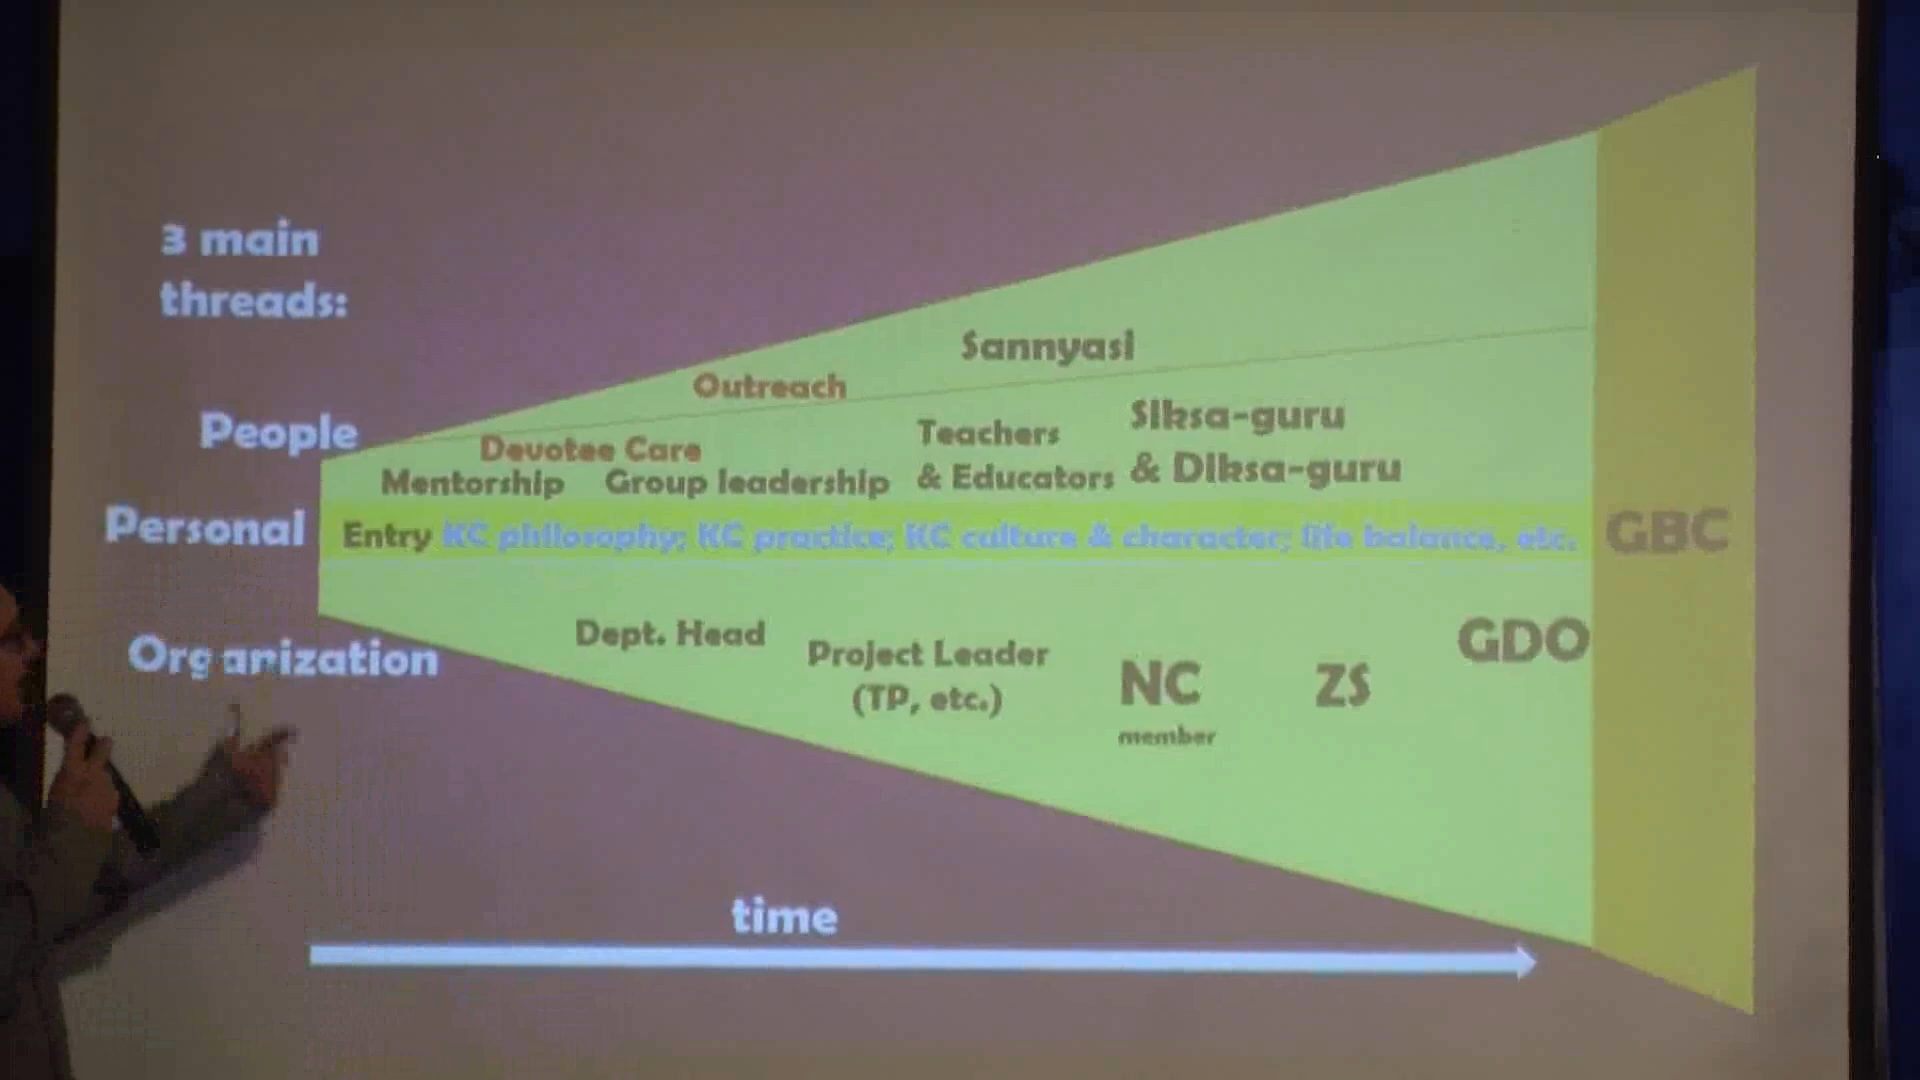 3 main
threads:
Sannyasi
Outreach
People
Devotee Care
Mentorship
Group leadership
Teachers
& Educators
Siksa-guru
& Diksa-guru
Personal
Entry KC philosophy; KC practice; KC culture & character; life balance, etc.
GBC
Organization
Dept. Head
Project Leader
(TP, etc.)
NC
member
ZS
GDO
time